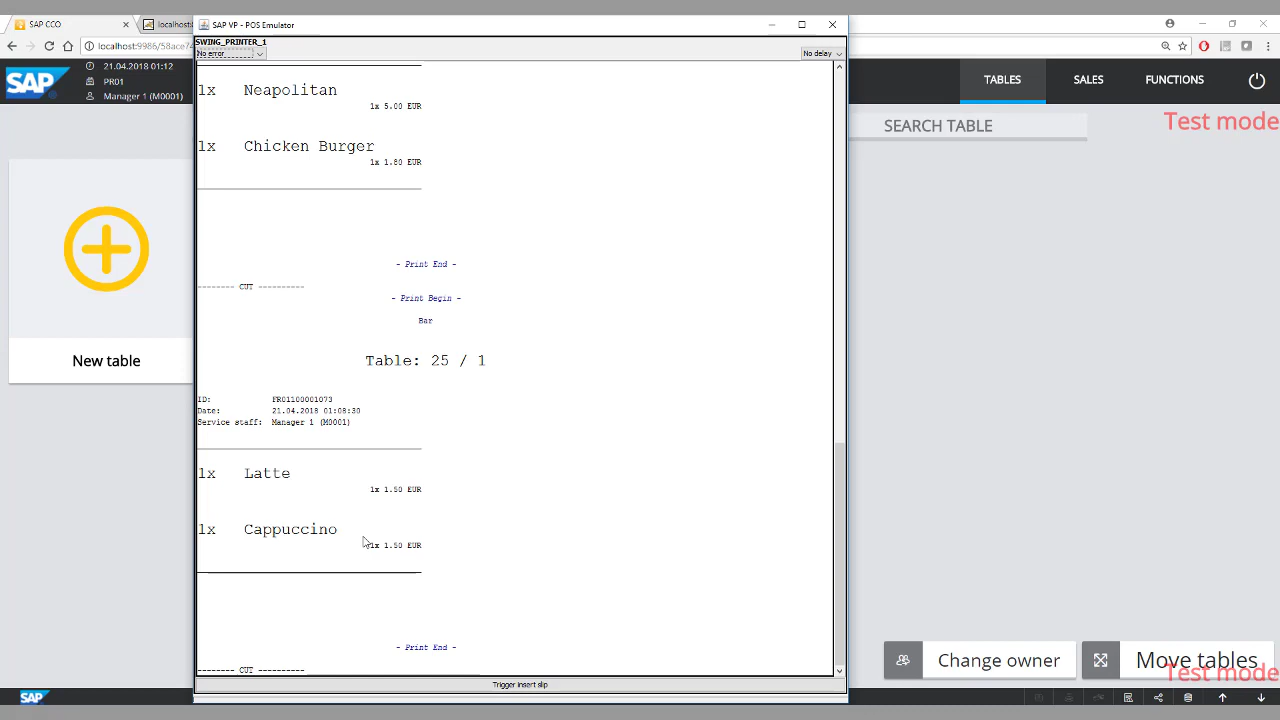 SAP CCO
localhost
SAP VP - POS Emulator
localhost:9986/58ace74
SWING_PRINTER_1
No error
No delay
SAP
21.04.2018 01:12
PR01
Manager 1 (M0001)
TABLES
SALES
FUNCTIONS
SEARCH TABLE
Test mode
1x Neapolitan
1x 5.00 EUR
1x Chicken Burger
1x 1.80 EUR
- Print End -
-------- CUT ----------
- Print Begin -
Bar
Table: 25 / 1
New table
ID: FR01100001073
Date: 21.04.2018 01:08:30
Service staff: Manager 1 (M0001)
1x Latte
1x 1.50 EUR
1x Cappuccino
1x 1.50 EUR
- Print End -
-------- CUT ----------
Change owner
Move tables
Test mode
Trigger insert slip
SAP